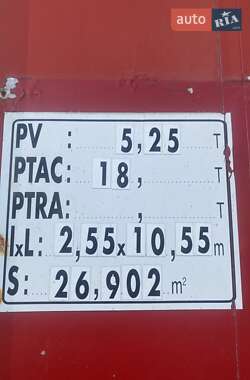 auto RIA
PV : 5,25 T
PTAC: 18, T
PTRA: , T
lxL: 2,55x10,55 m
S: 26,902 m²